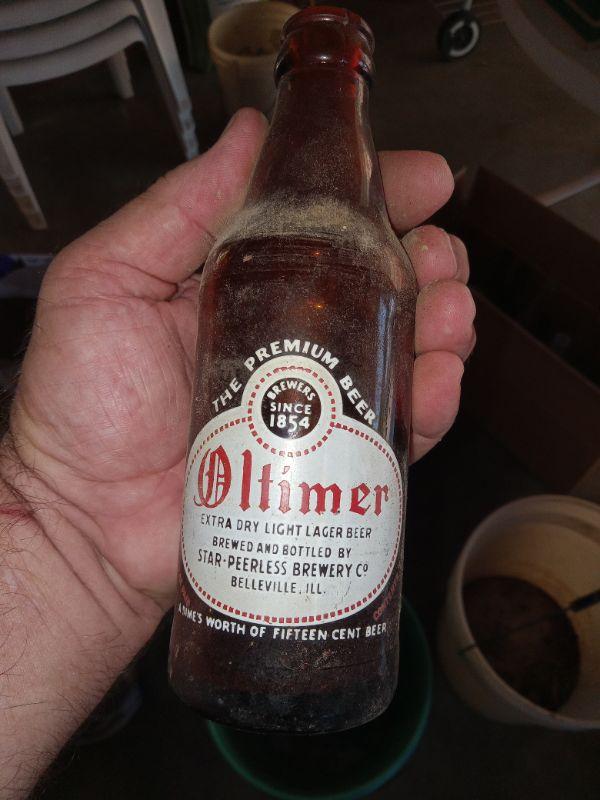 THE PREMIUM BEER
BREWERS
SINCE
1854
Oltimer
EXTRA DRY LIGHT LAGER BEER
BREWED AND BOTTLED BY
STAR-PEERLESS BREWERY Co
BELLEVILLE, ILL.
A DIME'S WORTH OF FIFTEEN CENT BEER